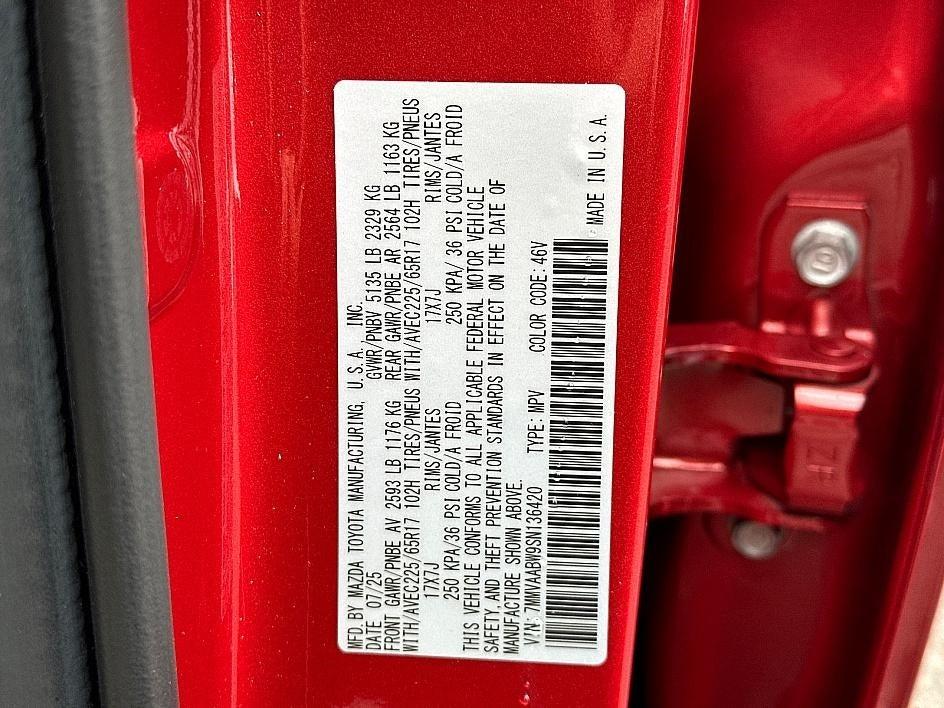 MFD. BY MAZDA TOYOTA MANUFACTURING, U.S.A. INC.
DATE 07/25 GVWR/PNBV 5135 LB 2329 KG
FRONT GAWR/PNBE AV 2593 LB 1176 KG REAR GAWR/PNBE AR 2564 LB 1163 KG
WITH/AVEC225/65R17 102H TIRES/PNEUS WITH/AVEC225/65R17 102H TIRES/PNEUS
17X7J RIMS/JANTES 17X7J RIMS/JANTES
250 KPA/36 PSI COLD/A FROID 250 KPA/ 36 PSI COLD/A FROID
THIS VEHICLE CONFORMS TO ALL APPLICABLE FEDERAL MOTOR VEHICLE
SAFETY, AND THEFT PREVENTION STANDARDS IN EFFECT ON THE DATE OF
MANUFACTURE SHOWN ABOVE.
VIN: 7MMVAABW9SN136420 TYPE: MPV COLOR CODE: 46V
MADE IN U.S.A.